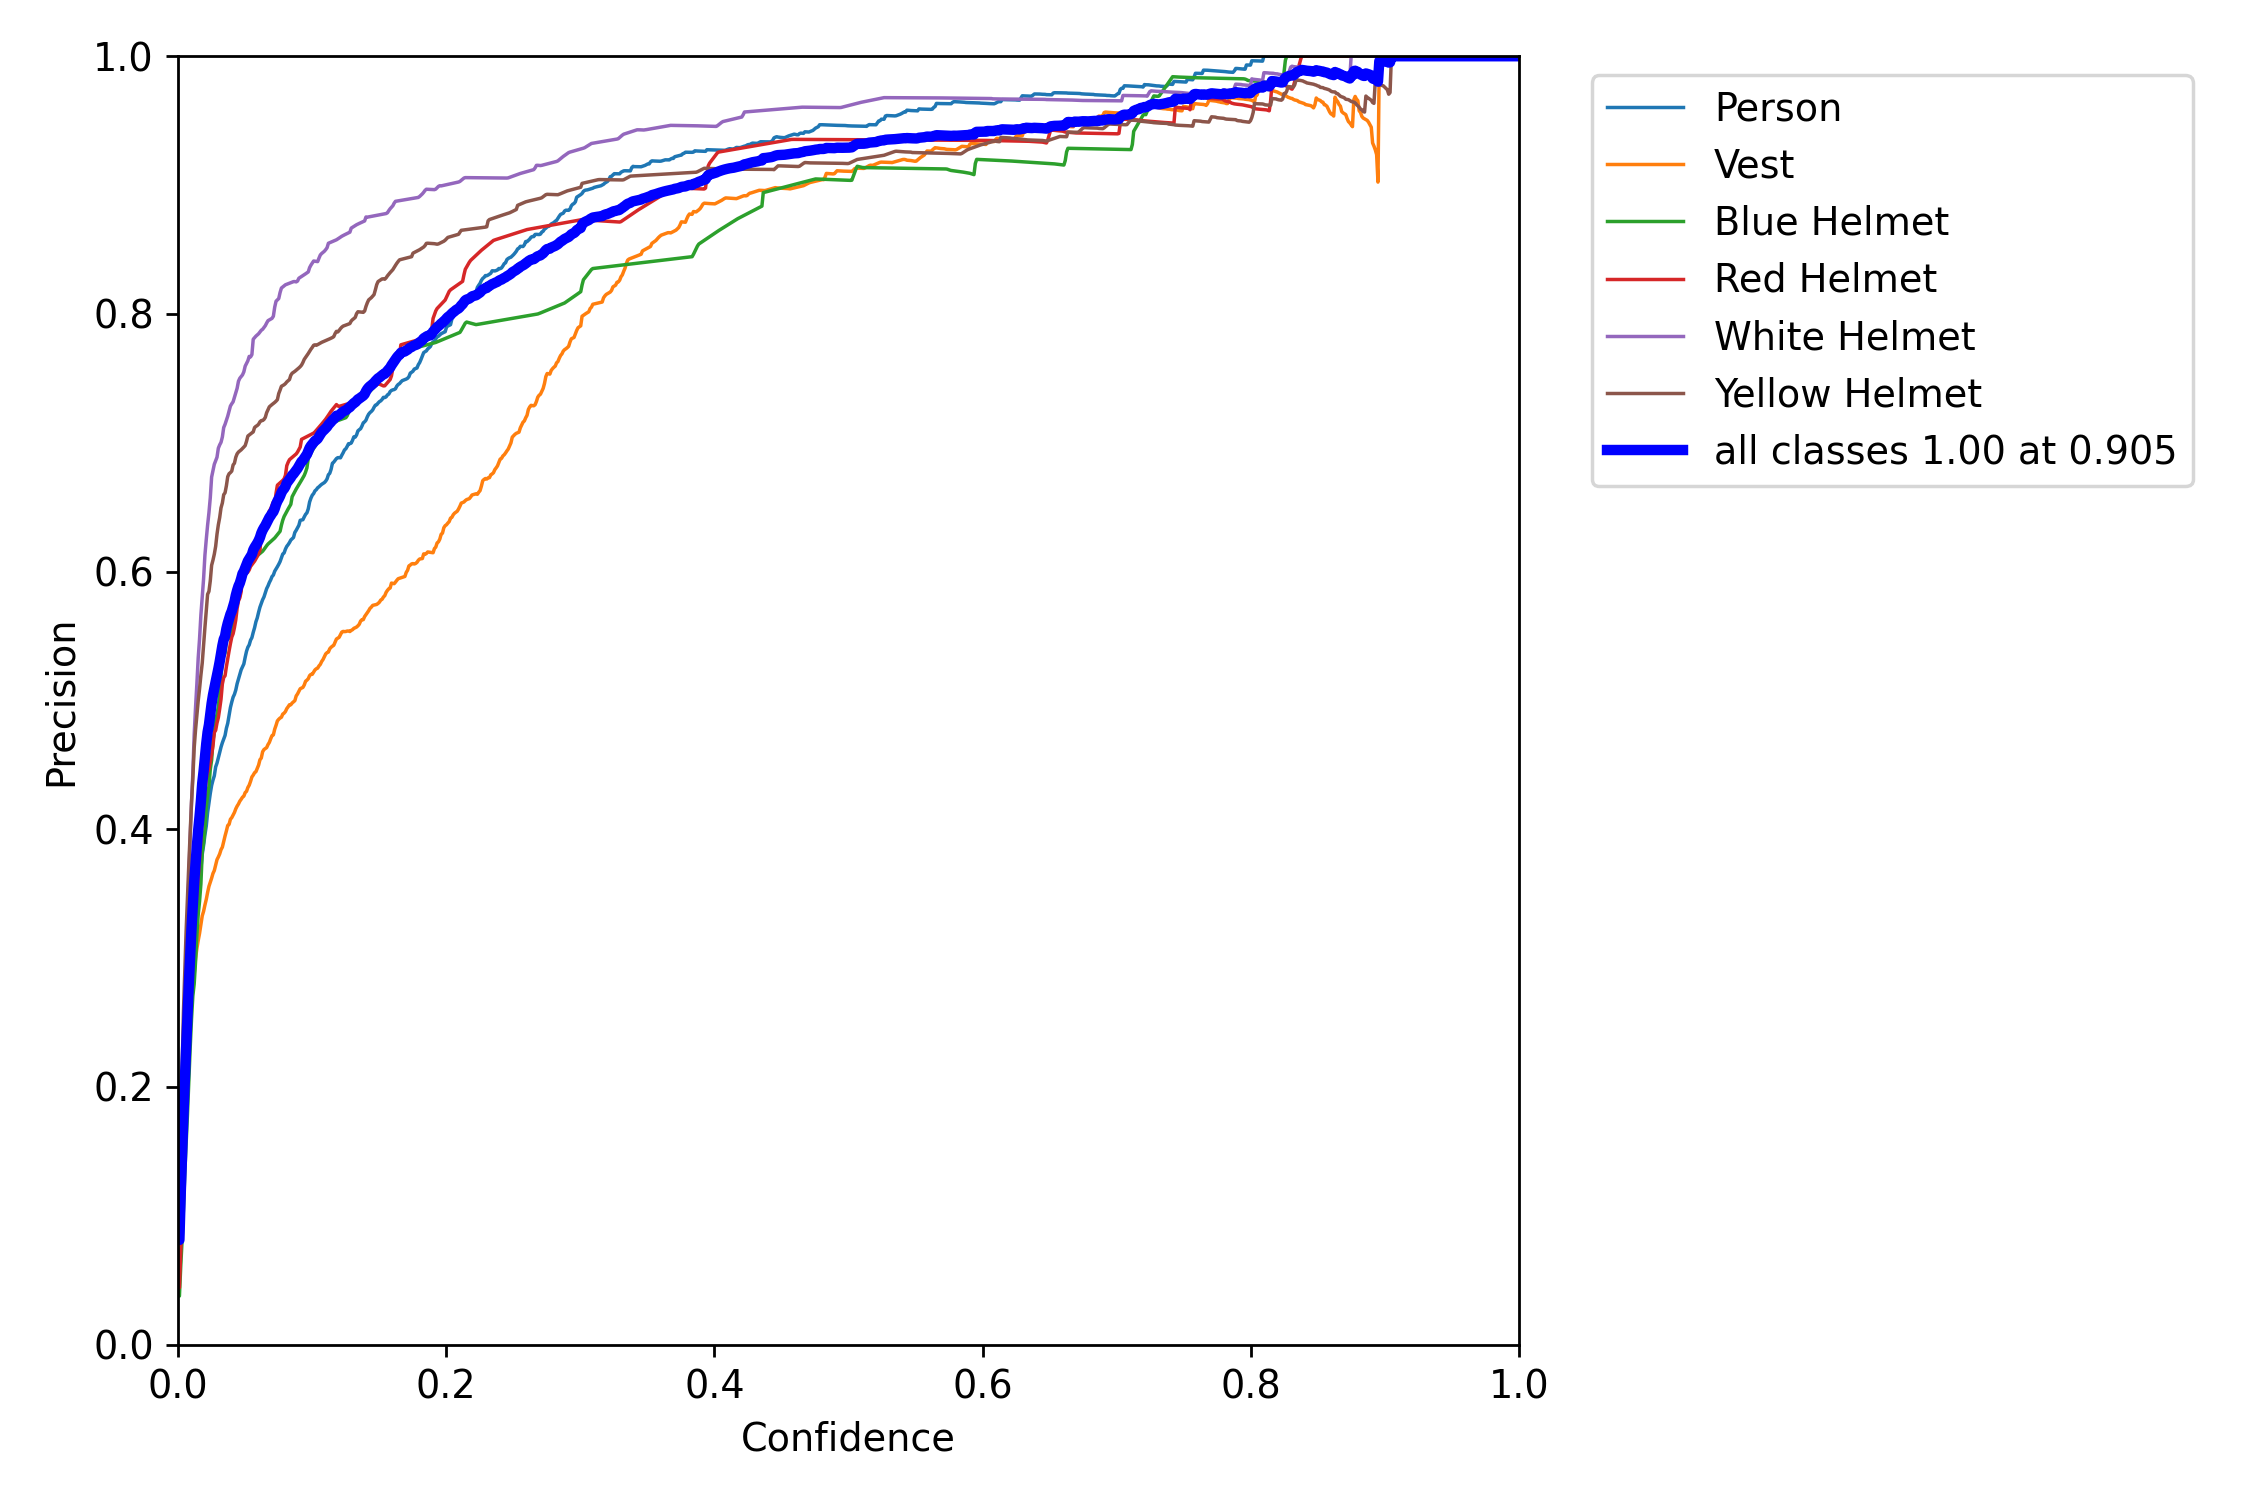 1.0
0.8
0.6
0.4
0.2
0.0
Precision
0.0 0.2 0.4 0.6 0.8 1.0
Confidence
Person
Vest
Blue Helmet
Red Helmet
White Helmet
Yellow Helmet
all classes 1.00 at 0.905